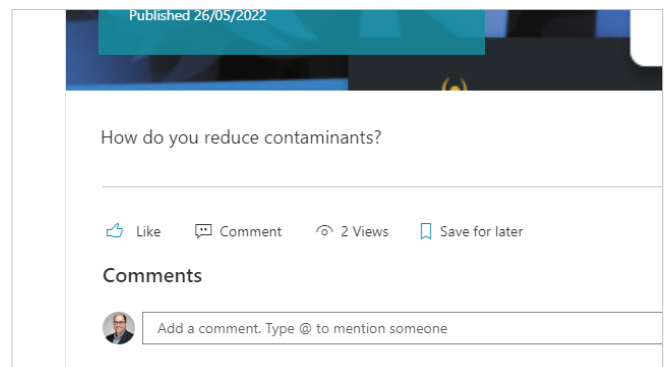 Published 26/05/2022
How do you reduce contaminants?
Like Comment 2 Views Save for later
Comments
Add a comment. Type @ to mention someone